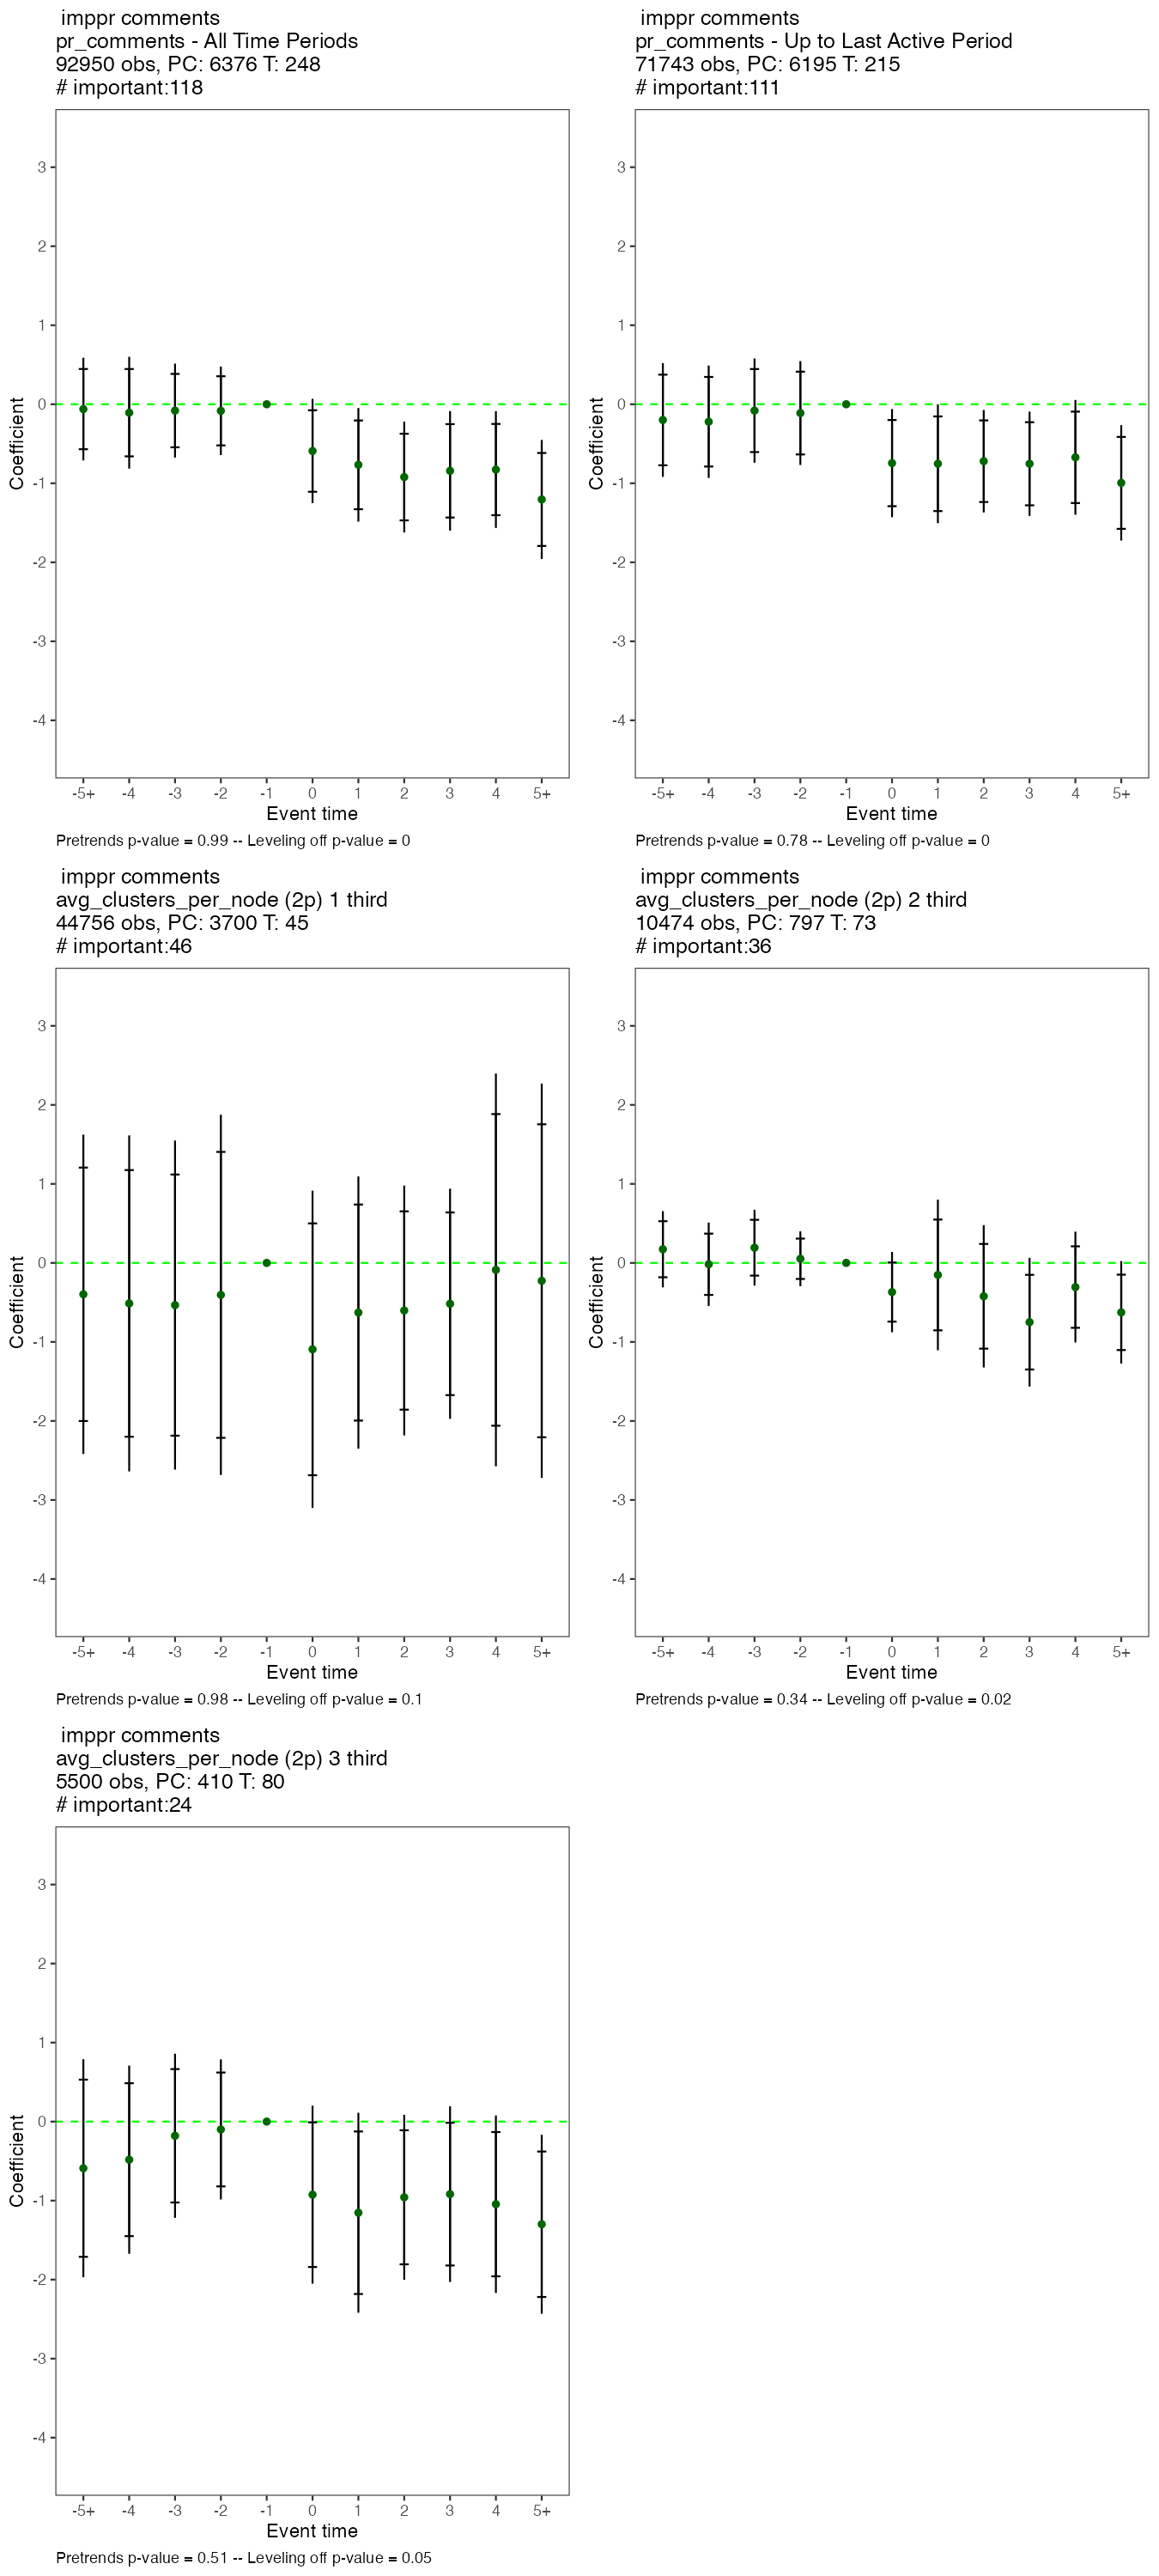 imppr comments
pr_comments - All Time Periods
92950 obs, PC: 6376 T: 248
# important:118
3
2
1
0
-1
-2
-3
-4
Coefficient
-5+ -4 -3 -2 -1 0 1 2 3 4 5+
Event time
Pretrends p-value = 0.99 -- Leveling off p-value = 0
imppr comments
pr_comments - Up to Last Active Period
71743 obs, PC: 6195 T: 215
# important:111
3
2
1
0
-1
-2
-3
-4
Coefficient
-5+ -4 -3 -2 -1 0 1 2 3 4 5+
Event time
Pretrends p-value = 0.78 -- Leveling off p-value = 0
imppr comments
avg_clusters_per_node (2p) 1 third
44756 obs, PC: 3700 T: 45
# important:46
3
2
1
0
-1
-2
-3
-4
Coefficient
-5+ -4 -3 -2 -1 0 1 2 3 4 5+
Event time
Pretrends p-value = 0.98 -- Leveling off p-value = 0.1
imppr comments
avg_clusters_per_node (2p) 2 third
10474 obs, PC: 797 T: 73
# important:36
3
2
1
0
-1
-2
-3
-4
Coefficient
-5+ -4 -3 -2 -1 0 1 2 3 4 5+
Event time
Pretrends p-value = 0.34 -- Leveling off p-value = 0.02
imppr comments
avg_clusters_per_node (2p) 3 third
5500 obs, PC: 410 T: 80
# important:24
3
2
1
0
-1
-2
-3
-4
Coefficient
-5+ -4 -3 -2 -1 0 1 2 3 4 5+
Event time
Pretrends p-value = 0.51 -- Leveling off p-value = 0.05